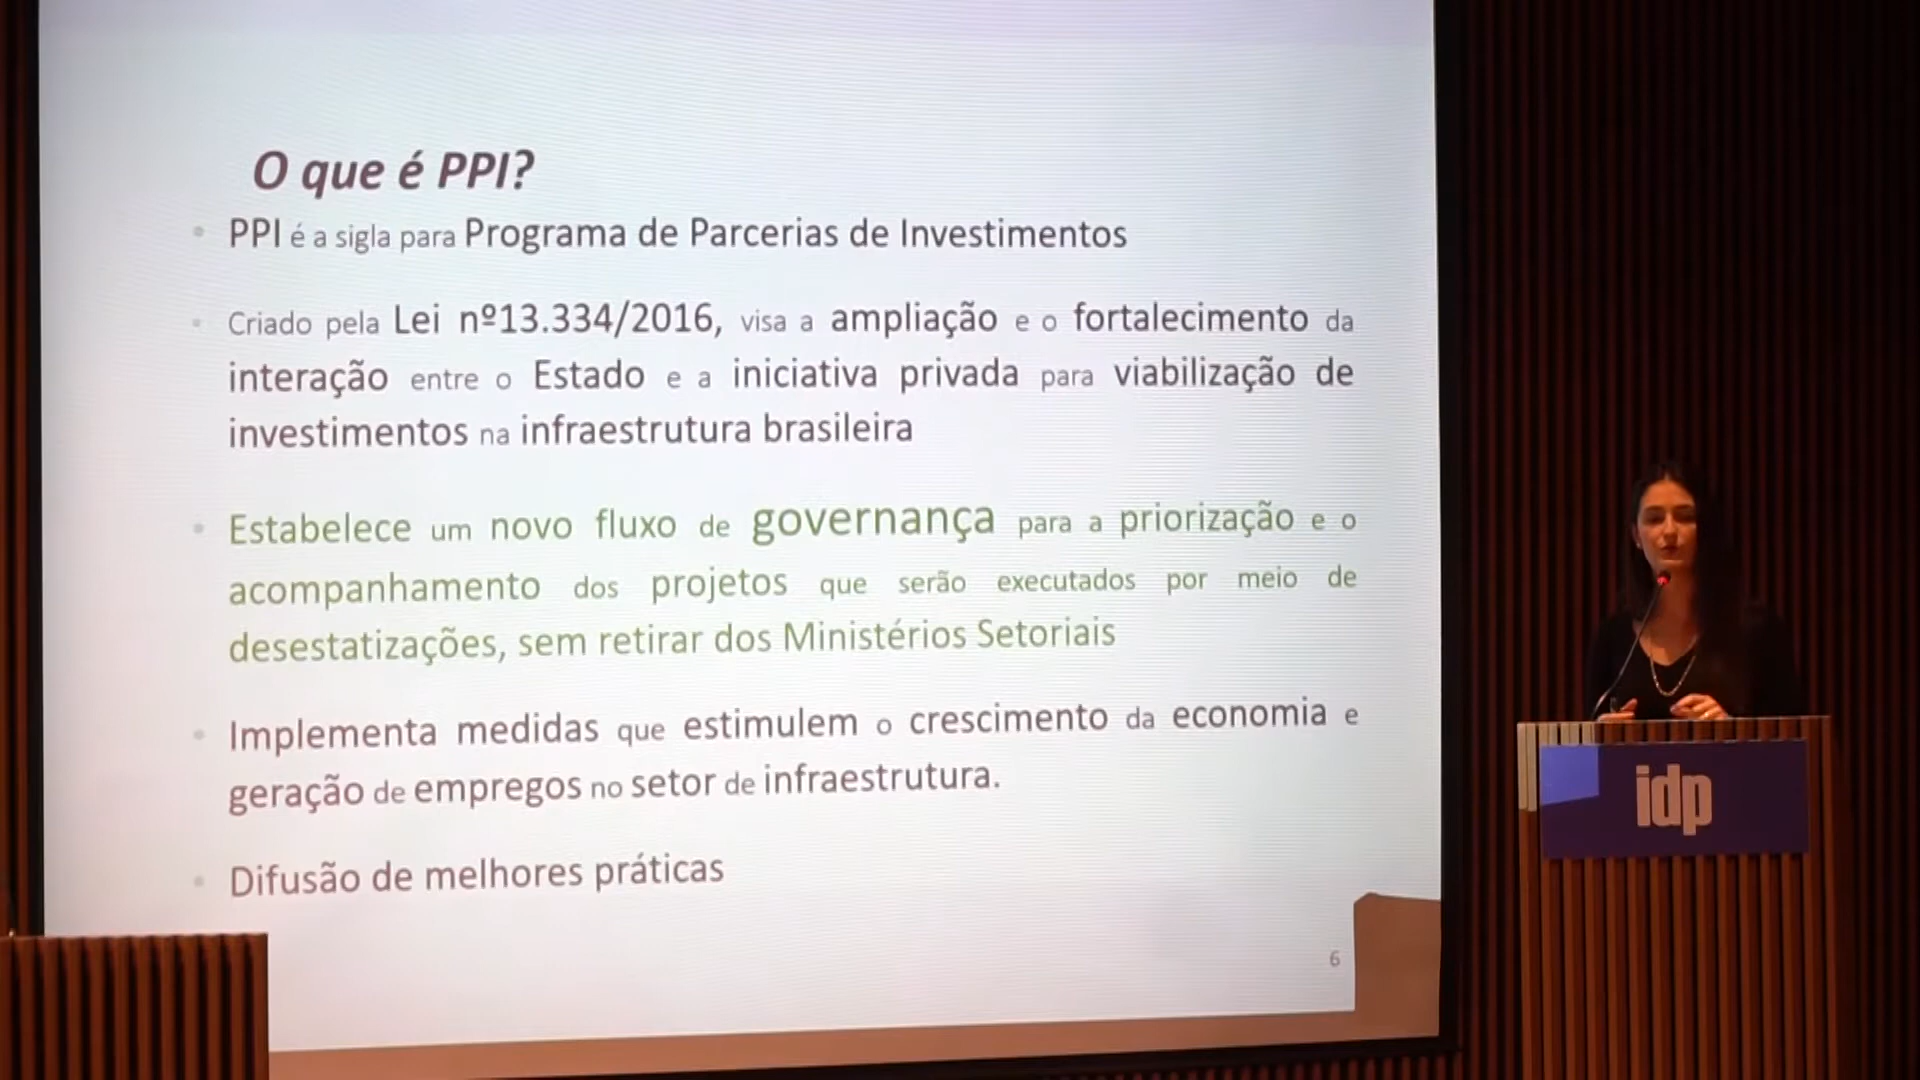 O que é PPI?
• PPI é a sigla para Programa de Parcerias de Investimentos
• Criado pela Lei nº13.334/2016, visa a ampliação e o fortalecimento da
interação entre o Estado e a iniciativa privada para viabilização de
investimentos na infraestrutura brasileira
• Estabelece um novo fluxo de governança para a priorização e o
acompanhamento dos projetos que serão executados por meio de
desestatizações, sem retirar dos Ministérios Setoriais
• Implementa medidas que estimulem o crescimento da economia e
geração de empregos no setor de infraestrutura.
• Difusão de melhores práticas
6
idp